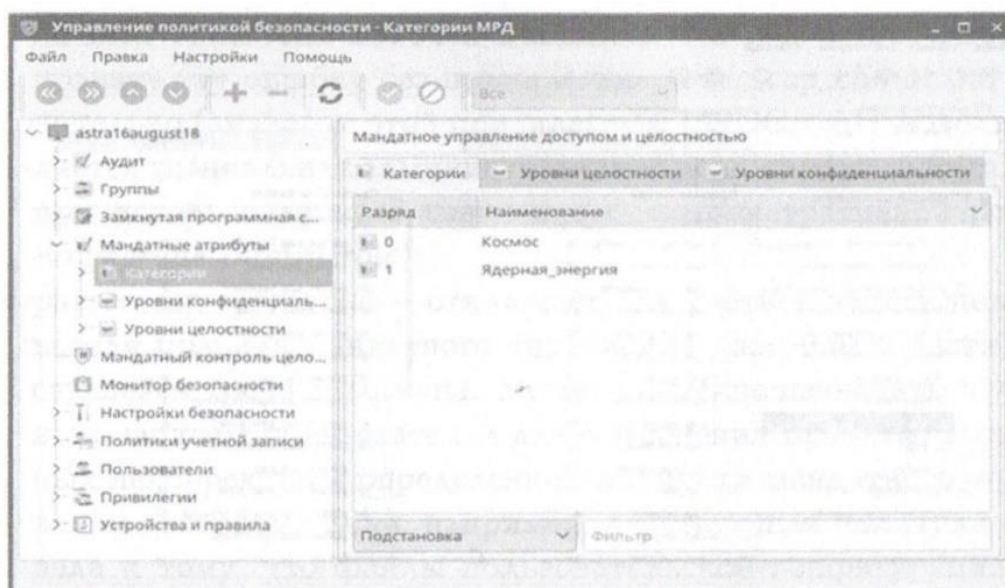 Управление политикой безопасности - Категории МРД
Файл Правка Настройки Помощь
Все
astra16august18
Аудит
Группы
Замкнутая программная с...
Мандатные атрибуты
Категории
Уровни конфиденциаль...
Уровни целостности
Мандатный контроль цело...
Монитор безопасности
Настройки безопасности
Политики учетной записи
Пользователи
Привилегии
Устройства и правила
Мандатное управление доступом и целостностью
Категории Уровни целостности Уровни конфиденциальности
Разряд Наименование
0 Космос
1 Ядерная_энергия
Подстановка Фильтр